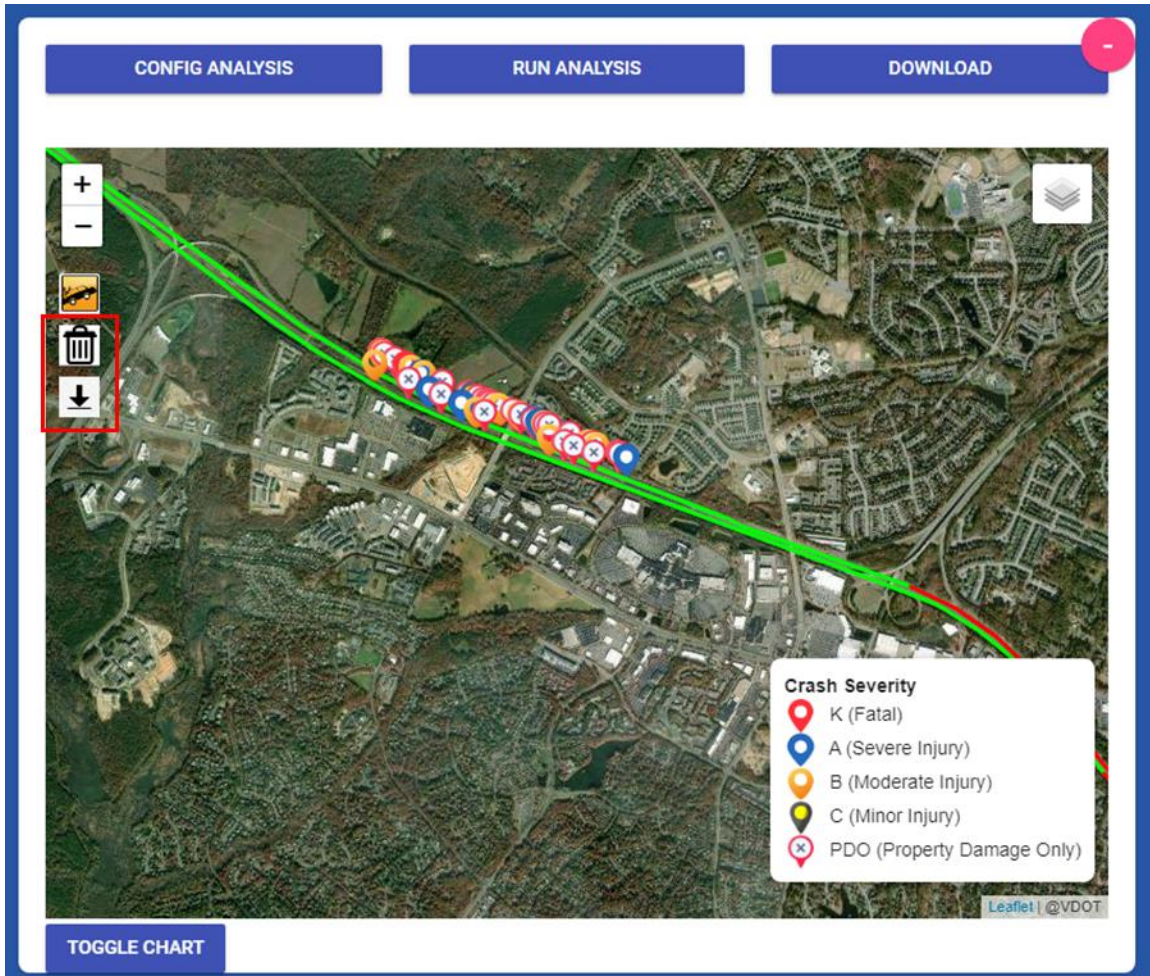 CONFIG ANALYSIS
RUN ANALYSIS
DOWNLOAD
-
+
−
Crash Severity
K (Fatal)
A (Severe Injury)
B (Moderate Injury)
C (Minor Injury)
PDO (Property Damage Only)
Leaflet | @VDOT
TOGGLE CHART